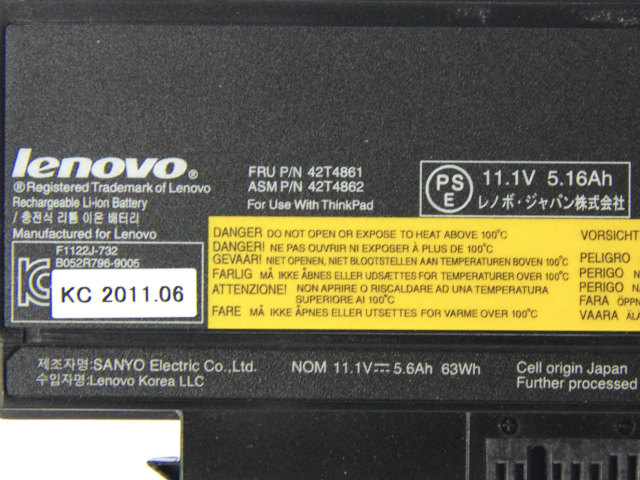 lenovo®
®Registered Trademark of Lenovo
Rechargeable Li-ion Battery
/ 충전식 리튬 이온 배터리
Manufactured for Lenovo
F1122J-732
B052R796-9005
KC
KC 2011.06
FRU P/N 42T4861
ASM P/N 42T4862
For Use With ThinkPad
PS
E
11.1V 5.16Ah
レノボ・ジャパン株式会社
DANGER DO NOT OPEN OR EXPOSE TO HEAT ABOVE 100°C
DANGER! NE PAS OUVRIR NI EXPOSER À PLUS DE 100°C
GEVAAR! NIET OPENEN, NIET BLOOTSTELLEN AAN TEMPERATUREN BOVEN 100°C
FARLIG MÅ IKKE ÅBNES ELLER UDSÆTTES FOR TEMPERATURER OVER 100°C
ATTENZIONE! NON APRIRE O RISCALDARE AD UNA TEMPERATURA
SUPERIORE AI 100°C
FARE MÅ IKKE ÅPNES ELLER UTSETTES FOR VARME OVER 100°C
VORSICHT
PELIGRO
PERIGO
PERIGO
FARA
VAARA
제조자명:SANYO Electric Co.,Ltd.
수입자명:Lenovo Korea LLC
NOM 11.1V⎓5.6Ah 63Wh
Cell origin Japan
Further processed